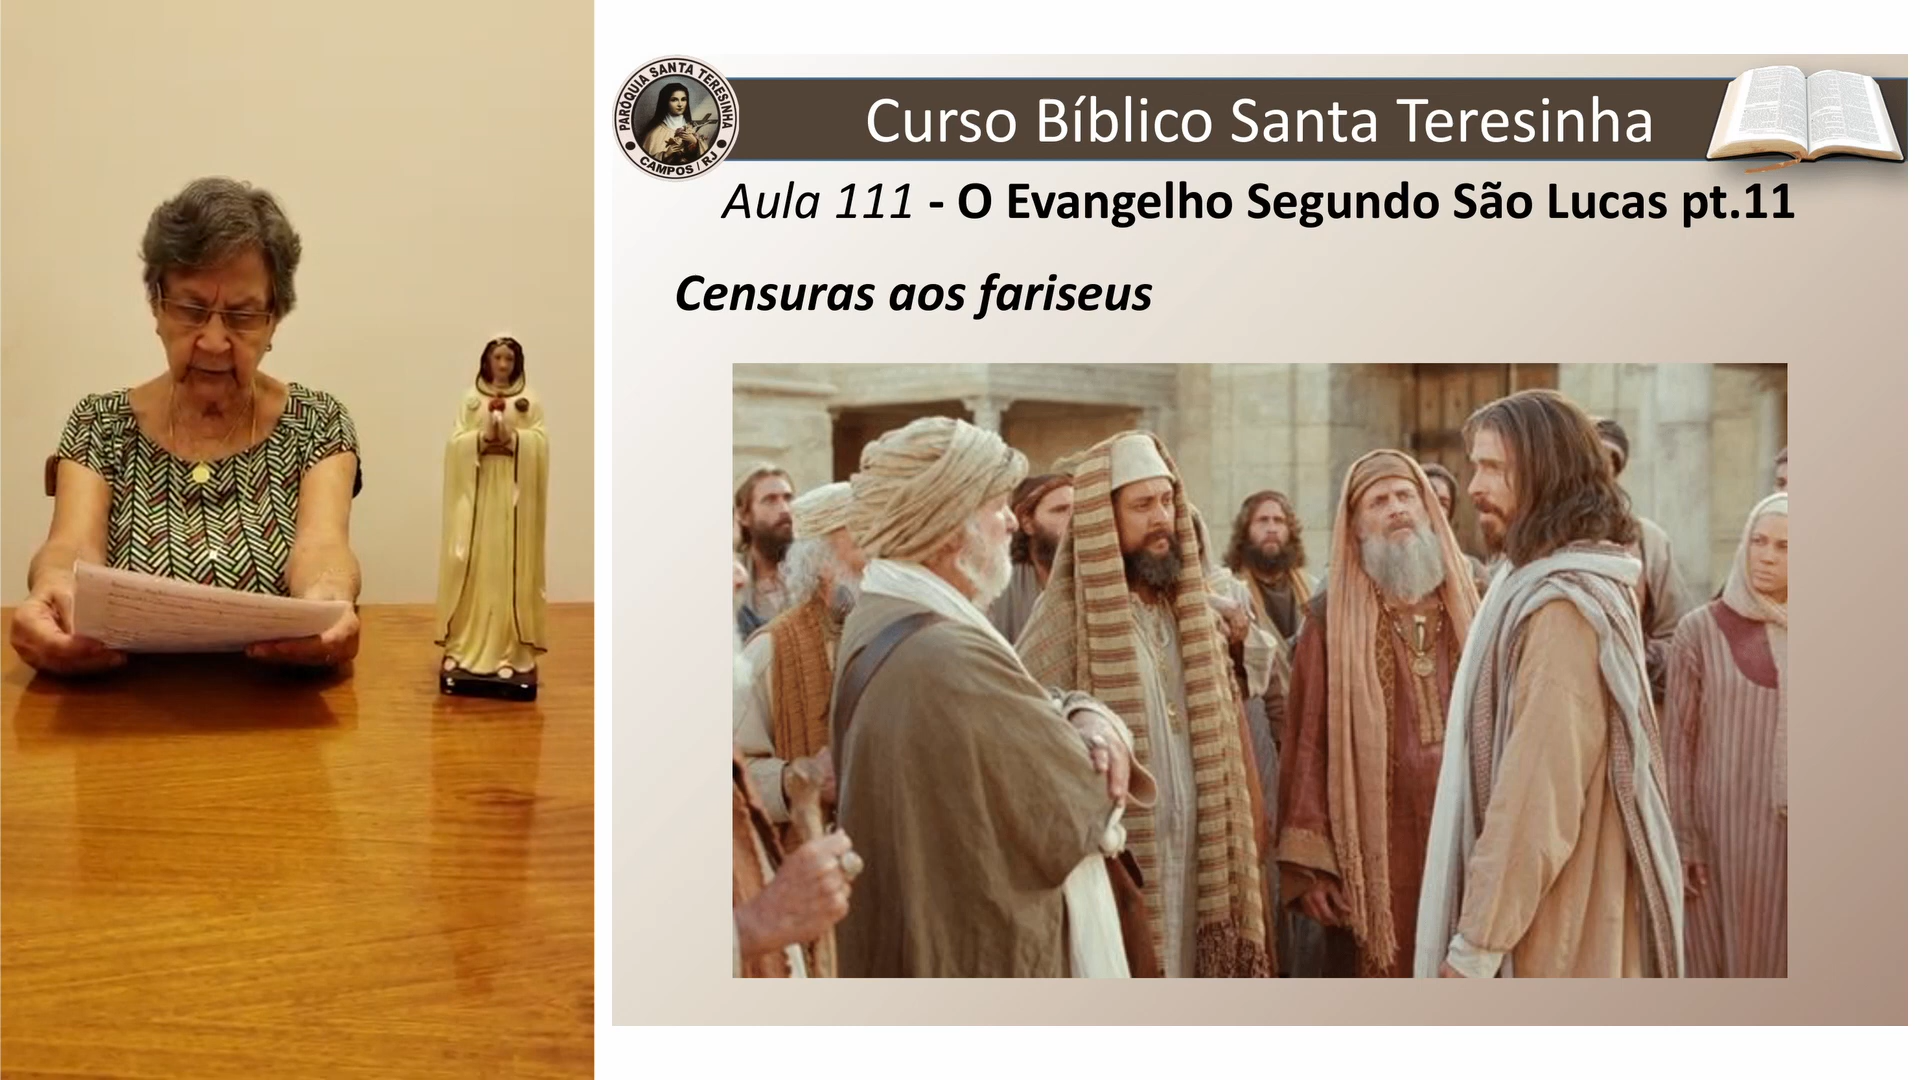 PARÓQUIA SANTA TERESINHA
CAMPOS / RJ
Curso Bíblico Santa Teresinha
Aula 111 - O Evangelho Segundo São Lucas pt.11
Censuras aos fariseus